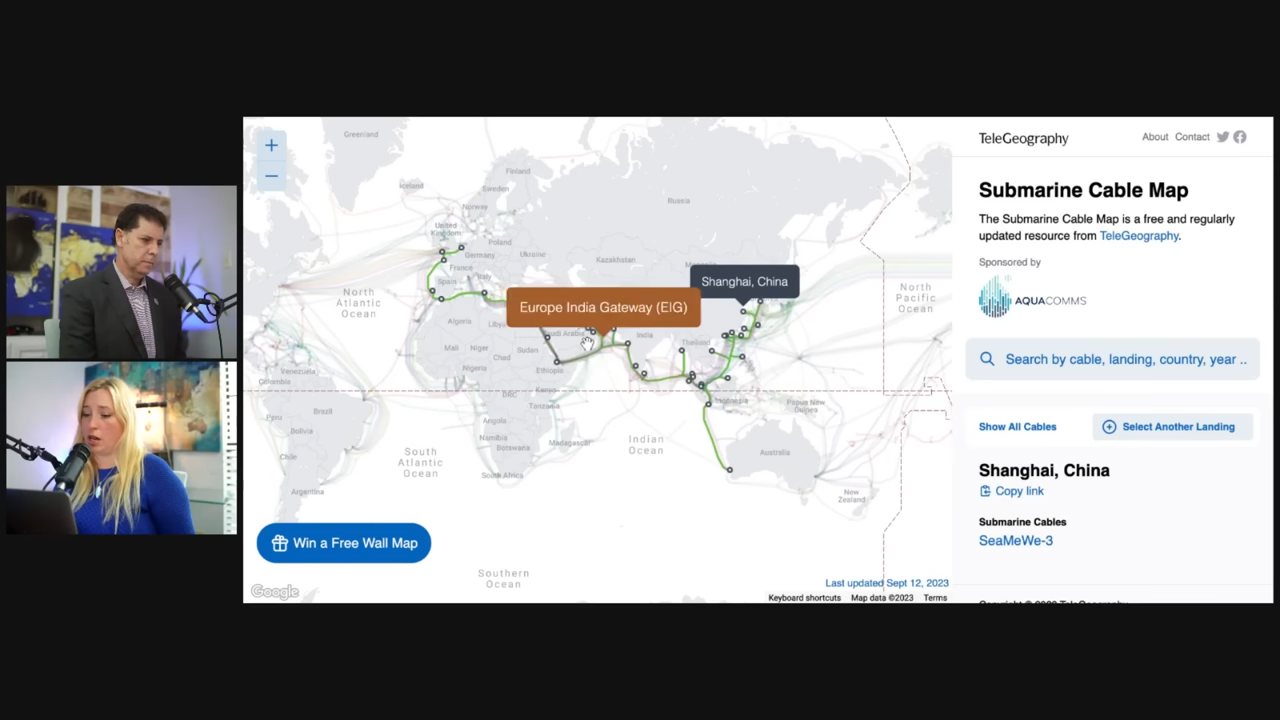 Greenland
Iceland
Finland
Sweden
Norway
Russia
United
Kingdom
Poland
Germany
Ukraine
Kazakhstan
France
Spain
Italy
Shanghai, China
North
Atlantic
Ocean
North
Pacific
Ocean
Europe India Gateway (EIG)
Algeria
Saudi Arabia
India
Thailand
Mali
Niger
Chad
Sudan
Nigeria
Ethiopia
Venezuela
Colombia
DRC
Tanzania
Indonesia
Papua New
Guinea
Peru
Brazil
Bolivia
Chile
Argentina
Angola
Namibia
Botswana
Madagascar
South Africa
South
Atlantic
Ocean
Indian
Ocean
Australia
New
Zealand
Southern
Ocean
Win a Free Wall Map
Google
Last updated Sept 12, 2023
Keyboard shortcuts Map data ©2023 Terms
TeleGeography
About Contact
Submarine Cable Map
The Submarine Cable Map is a free and regularly
updated resource from TeleGeography.
Sponsored by
AQUACOMMS
Search by cable, landing, country, year ..
Show All Cables
Select Another Landing
Shanghai, China
Copy link
Submarine Cables
SeaMeWe-3